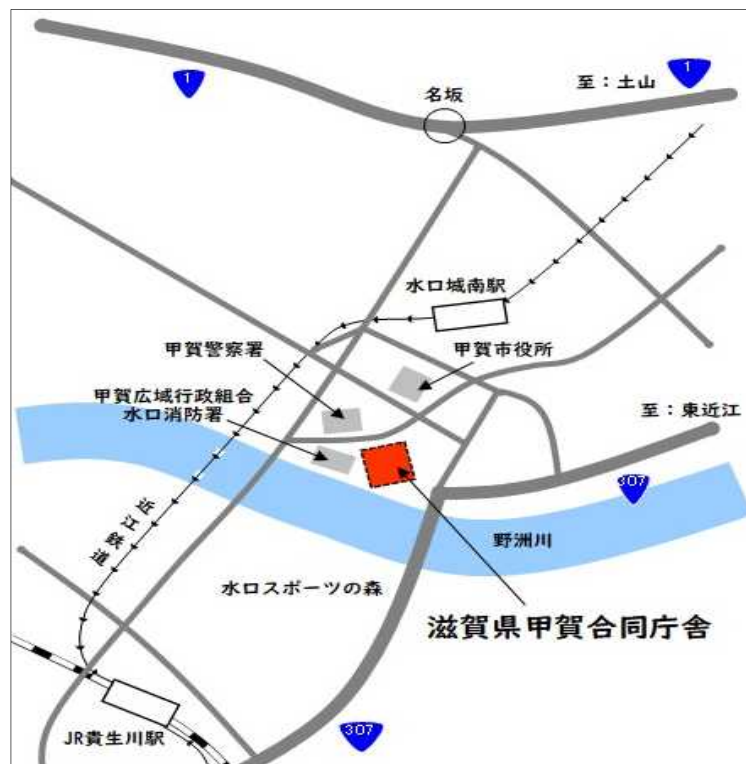 1
1
至：土山
名坂
水口城南駅
甲賀警察署
甲賀市役所
甲賀広域行政組合
水口消防署
至：東近江
307
近江鉄道
野洲川
水口スポーツの森
滋賀県甲賀合同庁舎
307
JR貴生川駅